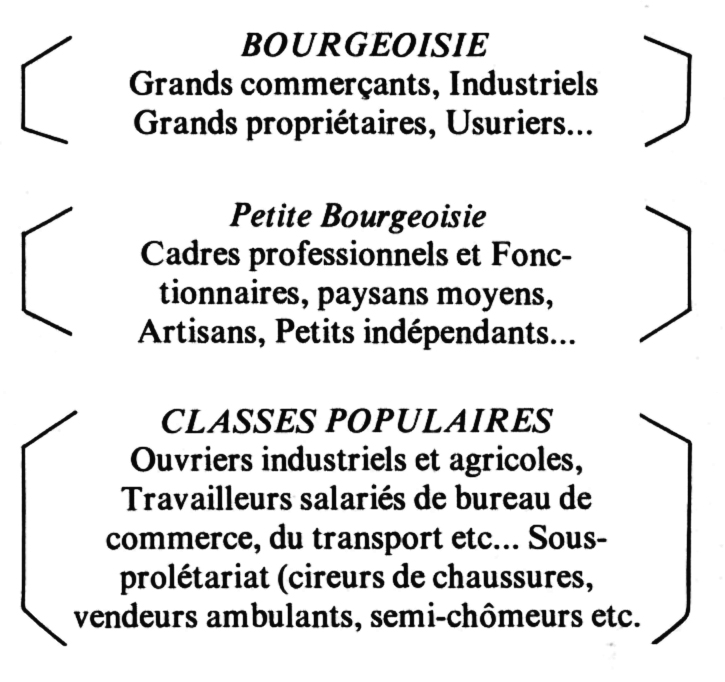 BOURGEOISIE
Grands commerçants, Industriels
Grands propriétaires, Usuriers...
Petite Bourgeoisie
Cadres professionnels et Fonc-
tionnaires, paysans moyens,
Artisans, Petits indépendants...
CLASSES POPULAIRES
Ouvriers industriels et agricoles,
Travailleurs salariés de bureau de
commerce, du transport etc... Sous-
prolétariat (cireurs de chaussures,
vendeurs ambulants, semi-chômeurs etc.